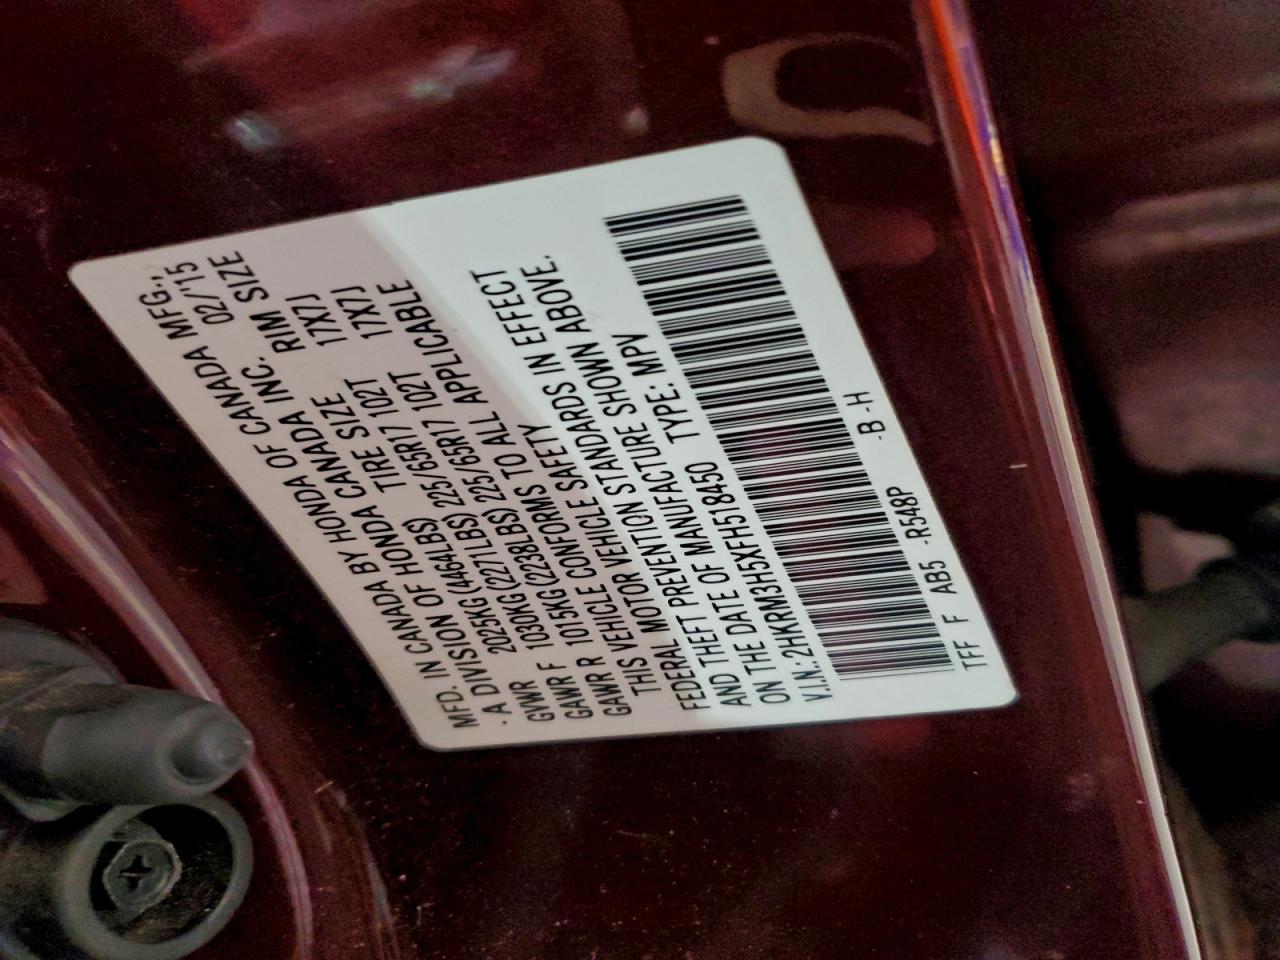 MFD. IN CANADA BY HONDA OF CANADA MFG.,
A DIVISION OF HONDA CANADA INC. 02/'15
TIRE SIZE RIM SIZE
GVWR 2025KG (4464LBS)
GAWR F 1030KG (2271LBS) 225/65R17 102T 17X7J
GAWR R 1015KG (2238LBS) 225/65R17 102T 17X7J
THIS VEHICLE CONFORMS TO ALL APPLICABLE
FEDERAL MOTOR VEHICLE SAFETY
AND THEFT PREVENTION STANDARDS IN EFFECT
ON THE DATE OF MANUFACTURE SHOWN ABOVE.
V.I.N.:2HKRM3H5XFH518450 TYPE: MPV
TFF F AB5 -R548P -B-H